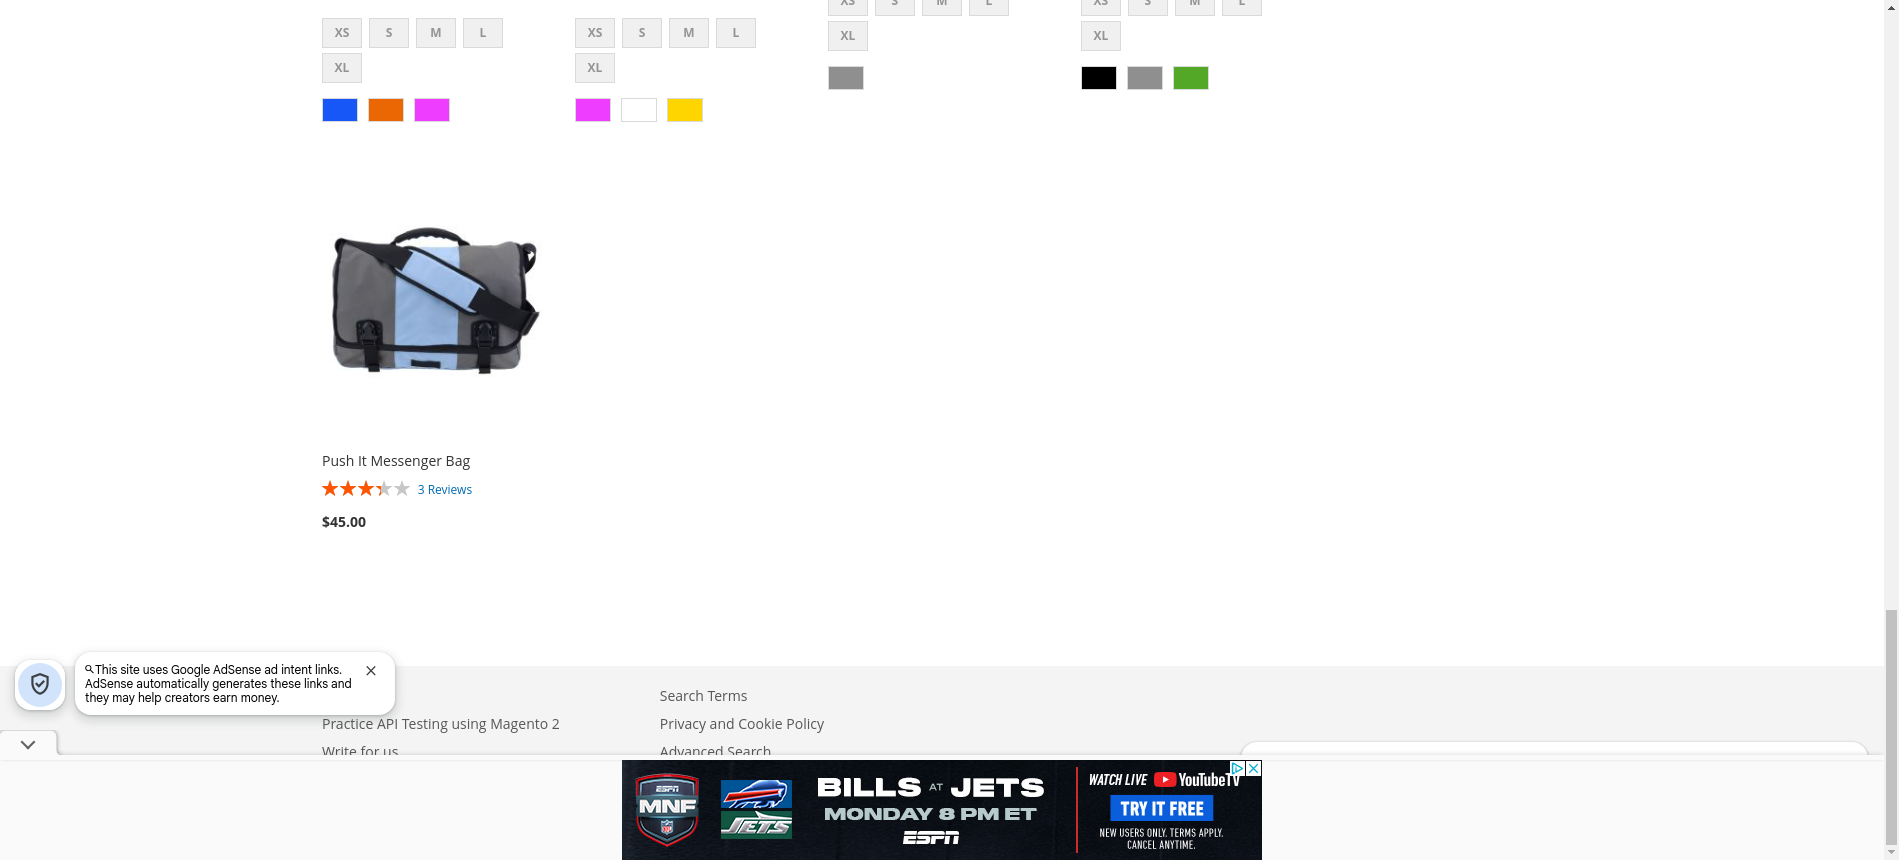 XS S M L
XL
XS S M L
XL
XS S M L
XL
XS S M L
XL
Push It Messenger Bag
3 Reviews
$45.00
This site uses Google AdSense ad intent links.
AdSense automatically generates these links and
they may help creators earn money.
Practice API Testing using Magento 2
Write for us
Search Terms
Privacy and Cookie Policy
Advanced Search
ESPN
MNF
NFL
JETS
BILLS AT JETS
MONDAY 8 PM ET
ESPN
WATCH LIVE YouTubeTV
TRY IT FREE
NEW USERS ONLY. TERMS APPLY.
CANCEL ANYTIME.